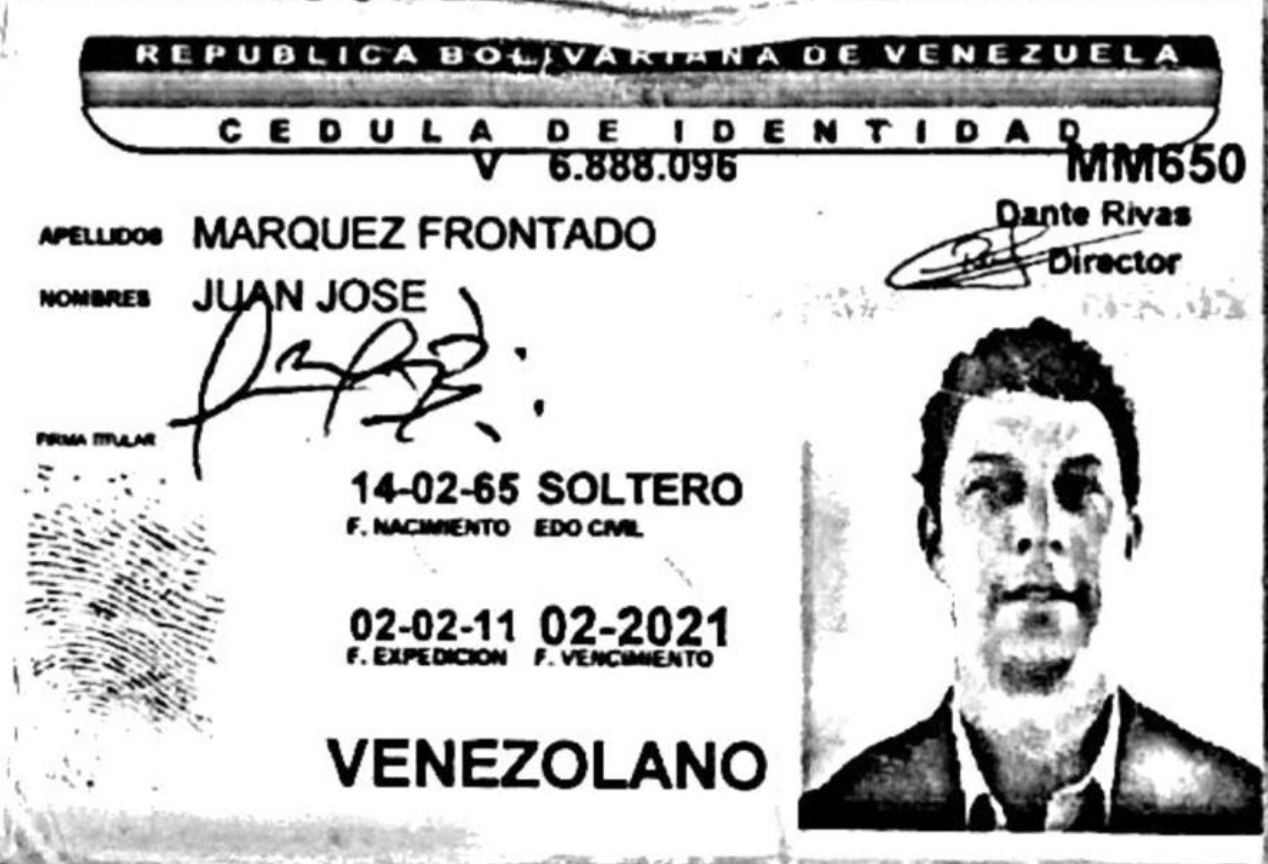 REPUBLICA BOLIVARIANA DE VENEZUELA
CEDULA DE IDENTIDAD
V 6.888.096
MM650
APELLIDOS MARQUEZ FRONTADO
Dante Rivas
Director
NOMBRES JUAN JOSE
FIRMA TITULAR
14-02-65 SOLTERO
F. NACIMIENTO EDO CIVIL
02-02-11 02-2021
F. EXPEDICION F. VENCIMIENTO
VENEZOLANO